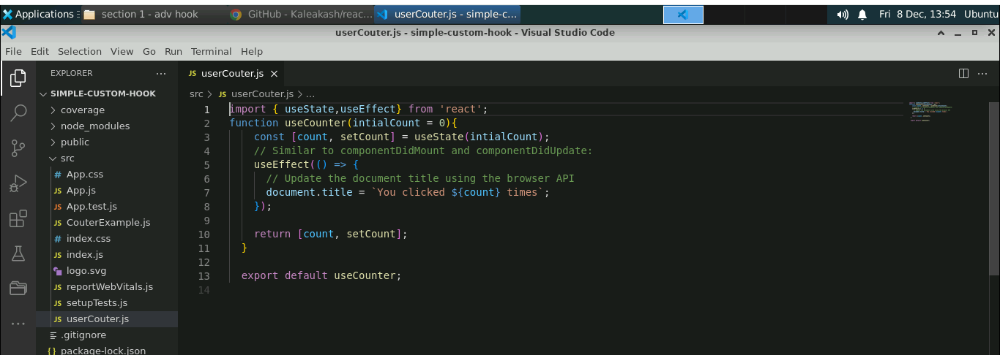 Applications section 1 - adv hook GitHub - Kaleakash/reac... userCouter.js - simple-c... Fri 8 Dec, 13:54 Ubuntu
userCouter.js - simple-custom-hook - Visual Studio Code
File Edit Selection View Go Run Terminal Help
EXPLORER ...
SIMPLE-CUSTOM-HOOK
coverage
node_modules
public
src
# App.css
JS App.js
JS App.test.js
JS CouterExample.js
# index.css
JS index.js
logo.svg
JS reportWebVitals.js
JS setupTests.js
JS userCouter.js
.gitignore
{} package-lock.json
JS userCouter.js ×
src > JS userCouter.js > ...
1 import { useState,useEffect} from 'react';
2 function useCounter(intialCount = 0){
3 const [count, setCount] = useState(intialCount);
4 // Similar to componentDidMount and componentDidUpdate:
5 useEffect(() => {
6 // Update the document title using the browser API
7 document.title = `You clicked ${count} times`;
8 });
9
10 return [count, setCount];
11 }
12
13 export default useCounter;
14